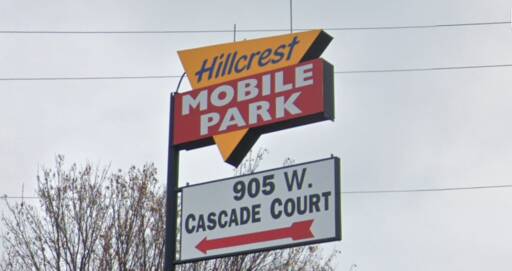 Hillcrest
MOBILE
PARK
905 W.
CASCADE COURT